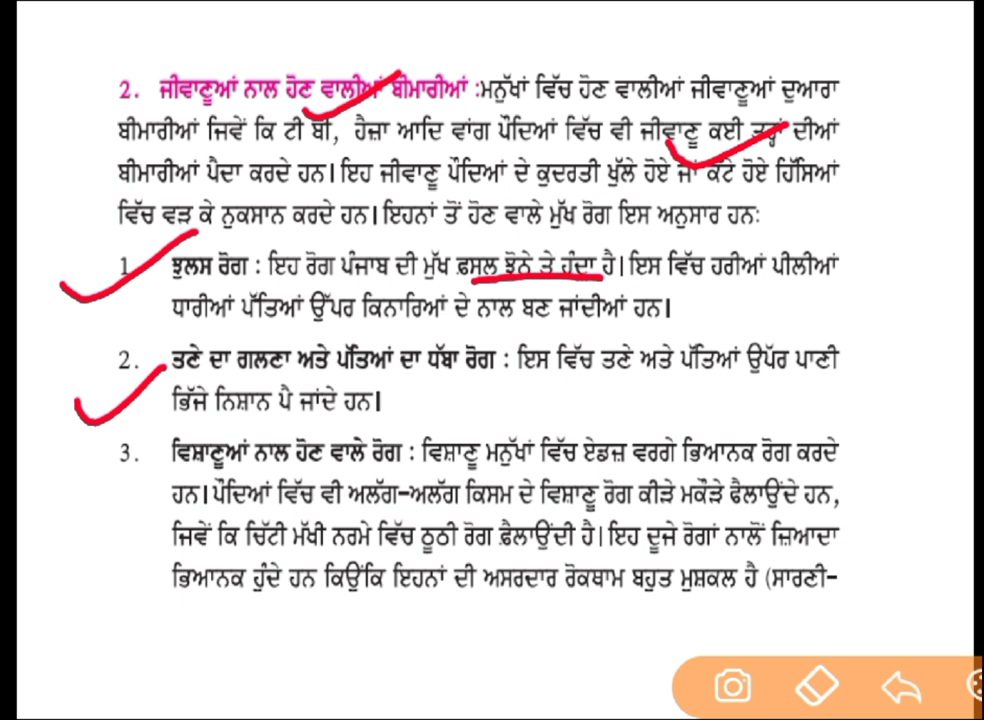 2. ਜੀਵਾਣੂਆਂ ਨਾਲ ਹੋਣ ਵਾਲੀਆਂ ਬੀਮਾਰੀਆਂ :ਮਨੁੱਖਾਂ ਵਿੱਚ ਹੋਣ ਵਾਲੀਆਂ ਜੀਵਾਣੂਆਂ ਦੁਆਰਾ
ਬੀਮਾਰੀਆਂ ਜਿਵੇਂ ਕਿ ਟੀ ਬੀ, ਹੈਜ਼ਾ ਆਦਿ ਵਾਂਗ ਪੌਦਿਆਂ ਵਿੱਚ ਵੀ ਜੀਵਾਣੂ ਕਈ ਤਰ੍ਹਾਂ ਦੀਆਂ
ਬੀਮਾਰੀਆਂ ਪੈਦਾ ਕਰਦੇ ਹਨ। ਇਹ ਜੀਵਾਣੂ ਪੌਦਿਆਂ ਦੇ ਕੁਦਰਤੀ ਖੁੱਲੇ ਹੋਏ ਜਾਂ ਕੱਟੇ ਹੋਏ ਹਿੱਸਿਆਂ
ਵਿੱਚ ਵੜ ਕੇ ਨੁਕਸਾਨ ਕਰਦੇ ਹਨ। ਇਹਨਾਂ ਤੋਂ ਹੋਣ ਵਾਲੇ ਮੁੱਖ ਰੋਗ ਇਸ ਅਨੁਸਾਰ ਹਨ:
1. ਝੁਲਸ ਰੋਗ : ਇਹ ਰੋਗ ਪੰਜਾਬ ਦੀ ਮੁੱਖ ਫ਼ਸਲ ਝੋਨੇ ਤੇ ਹੁੰਦਾ ਹੈ। ਇਸ ਵਿੱਚ ਹਰੀਆਂ ਪੀਲੀਆਂ
ਧਾਰੀਆਂ ਪੱਤਿਆਂ ਉੱਪਰ ਕਿਨਾਰਿਆਂ ਦੇ ਨਾਲ ਬਣ ਜਾਂਦੀਆਂ ਹਨ।
2. ਤਣੇ ਦਾ ਗਲਣਾ ਅਤੇ ਪੱਤਿਆਂ ਦਾ ਧੱਬਾ ਰੋਗ : ਇਸ ਵਿੱਚ ਤਣੇ ਅਤੇ ਪੱਤਿਆਂ ਉਪੱਰ ਪਾਣੀ
ਭਿੱਜੇ ਨਿਸ਼ਾਨ ਪੈ ਜਾਂਦੇ ਹਨ।
3. ਵਿਸ਼ਾਣੂਆਂ ਨਾਲ ਹੋਣ ਵਾਲੇ ਰੋਗ : ਵਿਸ਼ਾਣੂ ਮਨੁੱਖਾਂ ਵਿੱਚ ਏਡਜ਼ ਵਰਗੇ ਭਿਆਨਕ ਰੋਗ ਕਰਦੇ
ਹਨ। ਪੌਦਿਆਂ ਵਿੱਚ ਵੀ ਅਲੱਗ-ਅਲੱਗ ਕਿਸਮ ਦੇ ਵਿਸ਼ਾਣੂ ਰੋਗ ਕੀੜੇ ਮਕੌੜੇ ਫੈਲਾਉਂਦੇ ਹਨ,
ਜਿਵੇਂ ਕਿ ਚਿੱਟੀ ਮੱਖੀ ਨਰਮੇ ਵਿੱਚ ਠੂਠੀ ਰੋਗ ਫ਼ੈਲਾਉਂਦੀ ਹੈ। ਇਹ ਦੂਜੇ ਰੋਗਾਂ ਨਾਲੋਂ ਜ਼ਿਆਦਾ
ਭਿਆਨਕ ਹੁੰਦੇ ਹਨ ਕਿਉਂਕਿ ਇਹਨਾਂ ਦੀ ਅਸਰਦਾਰ ਰੋਕਥਾਮ ਬਹੁਤ ਮੁਸ਼ਕਲ ਹੈ (ਸਾਰਣੀ-